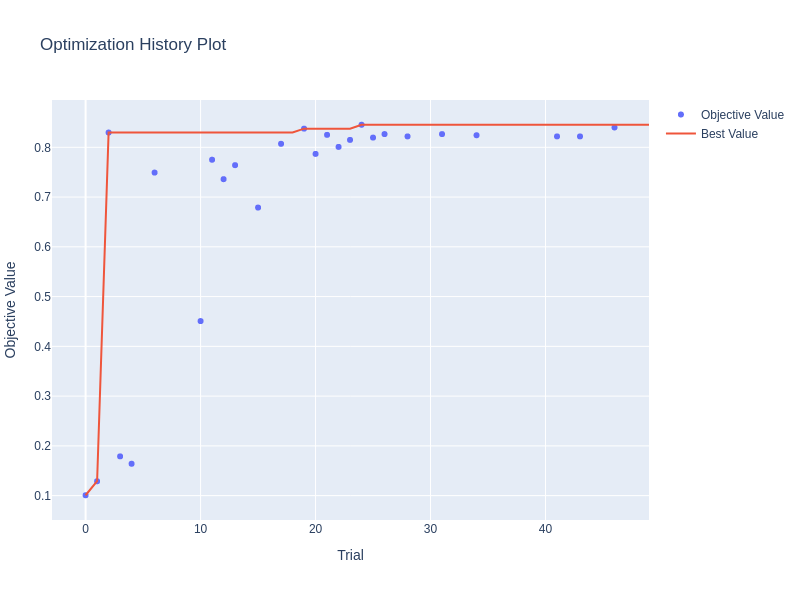 Optimization History Plot
Objective Value
Best Value
0.8
0.7
0.6
0.5
0.4
0.3
0.2
0.1
Objective Value
0
10
20
30
40
Trial